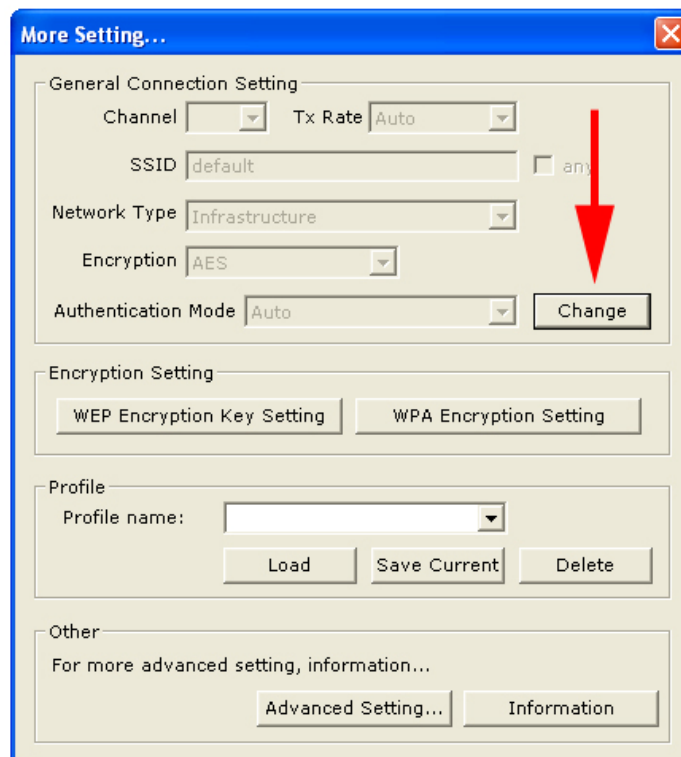 More Setting...
General Connection Setting
Channel Tx Rate Auto
SSID default any
Network Type Infrastructure
Encryption AES
Authentication Mode Auto Change
Encryption Setting
WEP Encryption Key Setting WPA Encryption Setting
Profile
Profile name:
Load Save Current Delete
Other
For more advanced setting, information...
Advanced Setting... Information